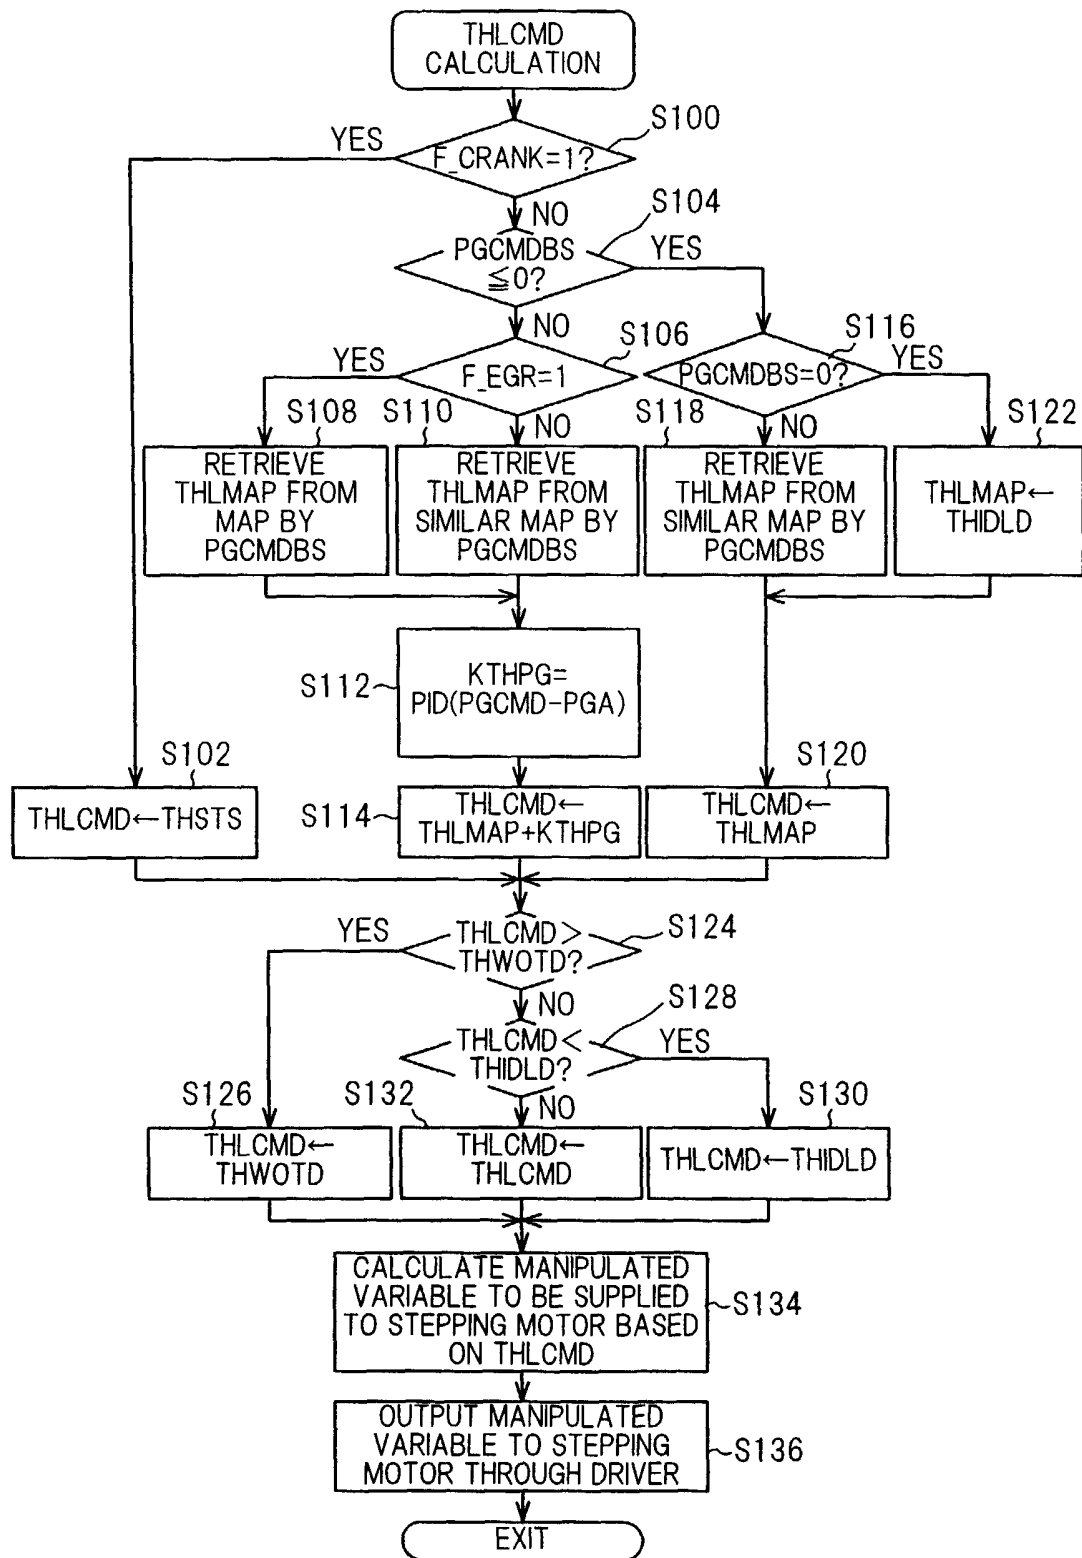 THLCMD
CALCULATION
S100
YES
F_CRANK=1?
NO
S104
PGCMDBS
≦0?
YES
NO
S106
YES
F_EGR=1
S116
PGCMDBS=0?
YES
S108
S110
NO
S118
NO
S122
RETRIEVE
THLMAP FROM
MAP BY
PGCMDBS
RETRIEVE
THLMAP FROM
SIMILAR MAP BY
PGCMDBS
RETRIEVE
THLMAP FROM
SIMILAR MAP BY
PGCMDBS
THLMAP←
THIDLD
S112
KTHPG=
PID(PGCMD-PGA)
S102
THLCMD←THSTS
S114
THLCMD←
THLMAP+KTHPG
S120
THLCMD←
THLMAP
YES
THLCMD>
THWOTD?
S124
NO
S128
THLCMD<
THIDLD?
YES
S126
S132
NO
S130
THLCMD←
THWOTD
THLCMD←
THLCMD
THLCMD←THIDLD
CALCULATE MANIPULATED
VARIABLE TO BE SUPPLIED
TO STEPPING MOTOR BASED
ON THLCMD
S134
OUTPUT MANIPULATED
VARIABLE TO STEPPING
MOTOR THROUGH DRIVER
S136
EXIT